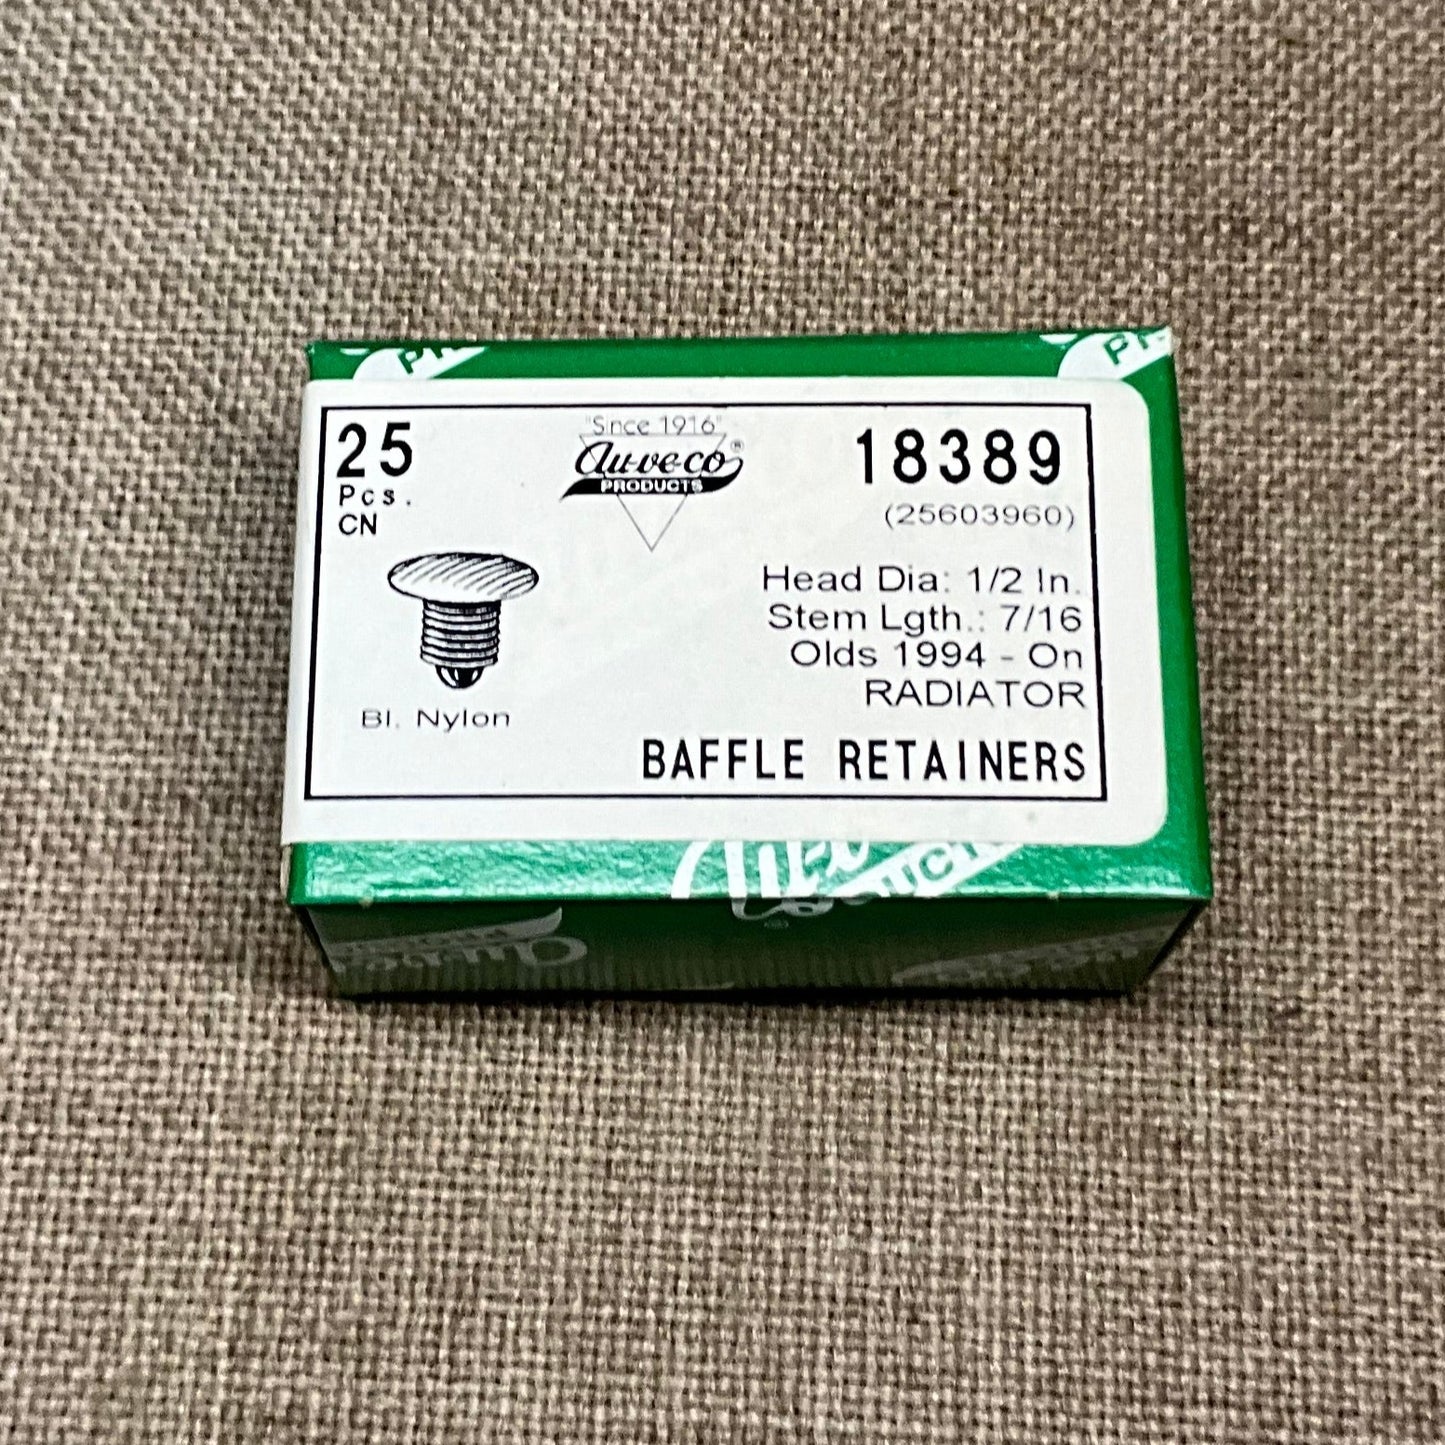 25
Pcs.
CN
"Since 1916"
Au-ve-co®
PRODUCTS
18389
(25603960)
Head Dia: 1/2 In.
Stem Lgth.: 7/16
Olds 1994 - On
RADIATOR
Bl. Nylon
BAFFLE RETAINERS